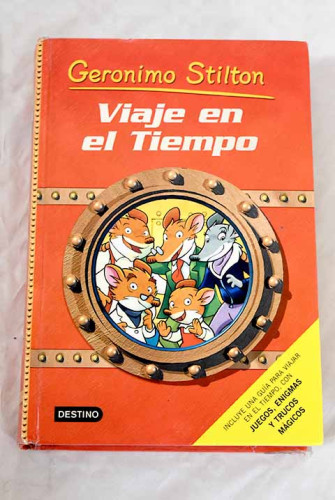 Geronimo Stilton
Viaje en
el Tiempo
INCLUYE UNA GUÍA PARA VIAJAR
EN EL TIEMPO, CON
JUEGOS, ENIGMAS
Y TRUCOS
MÁGICOS
DESTINO